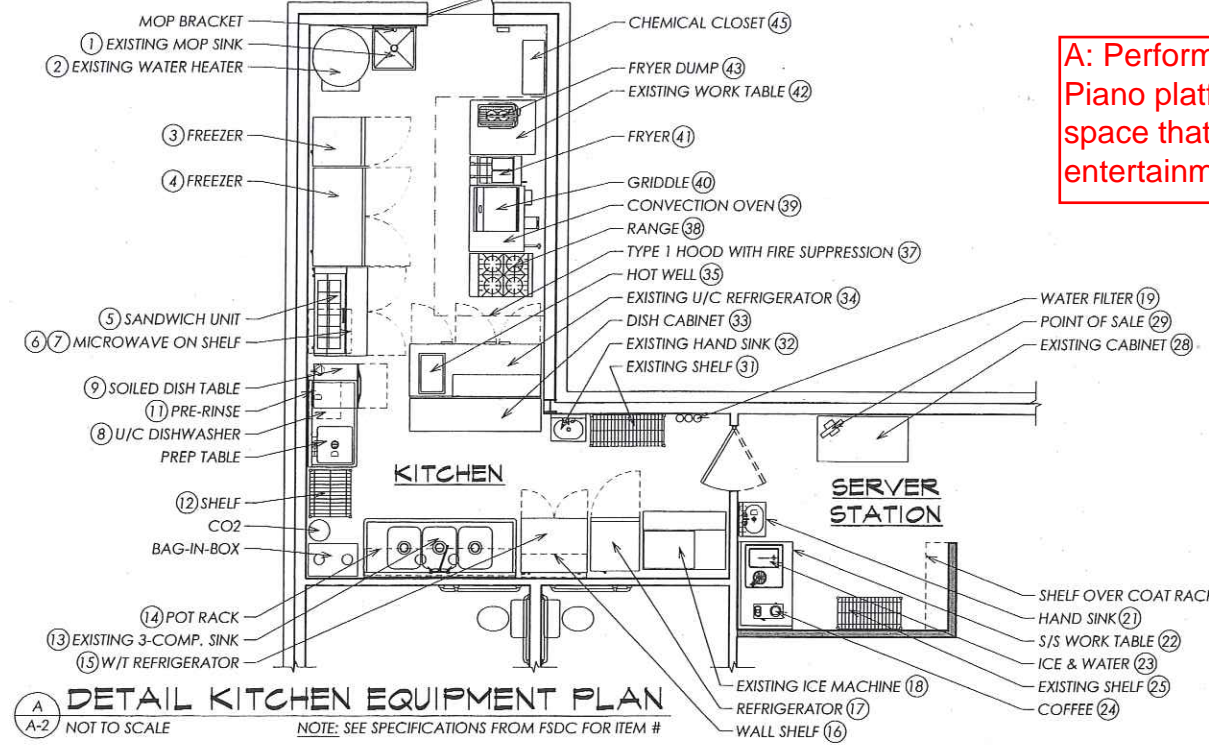 MOP BRACKET
① EXISTING MOP SINK
② EXISTING WATER HEATER
③ FREEZER
④ FREEZER
⑤ SANDWICH UNIT
⑥⑦ MICROWAVE ON SHELF
⑨ SOILED DISH TABLE
⑪ PRE-RINSE
⑧ U/C DISHWASHER
PREP TABLE
⑫ SHELF
CO2
BAG-IN-BOX
⑭ POT RACK
⑬ EXISTING 3-COMP. SINK
⑮ W/T REFRIGERATOR
CHEMICAL CLOSET ㊺
FRYER DUMP ㊸
EXISTING WORK TABLE ㊷
FRYER ㊶
GRIDDLE ㊵
CONVECTION OVEN ㊴
RANGE ㊳
TYPE 1 HOOD WITH FIRE SUPPRESSION ㊲
HOT WELL ㉟
EXISTING U/C REFRIGERATOR ㉞
DISH CABINET ㉝
EXISTING HAND SINK ㉜
EXISTING SHELF ㉛
A: Perform
Piano platf
space that
entertainm
WATER FILTER ⑲
POINT OF SALE ㉙
EXISTING CABINET ㉘
KITCHEN
SERVER
STATION
SHELF OVER COAT RAC
HAND SINK ㉑
S/S WORK TABLE ㉒
ICE & WATER ㉓
EXISTING SHELF ㉕
COFFEE ㉔
EXISTING ICE MACHINE ⑱
REFRIGERATOR ⑰
WALL SHELF ⑯
A
A-2
DETAIL KITCHEN EQUIPMENT PLAN
NOT TO SCALE
NOTE: SEE SPECIFICATIONS FROM FSDC FOR ITEM #